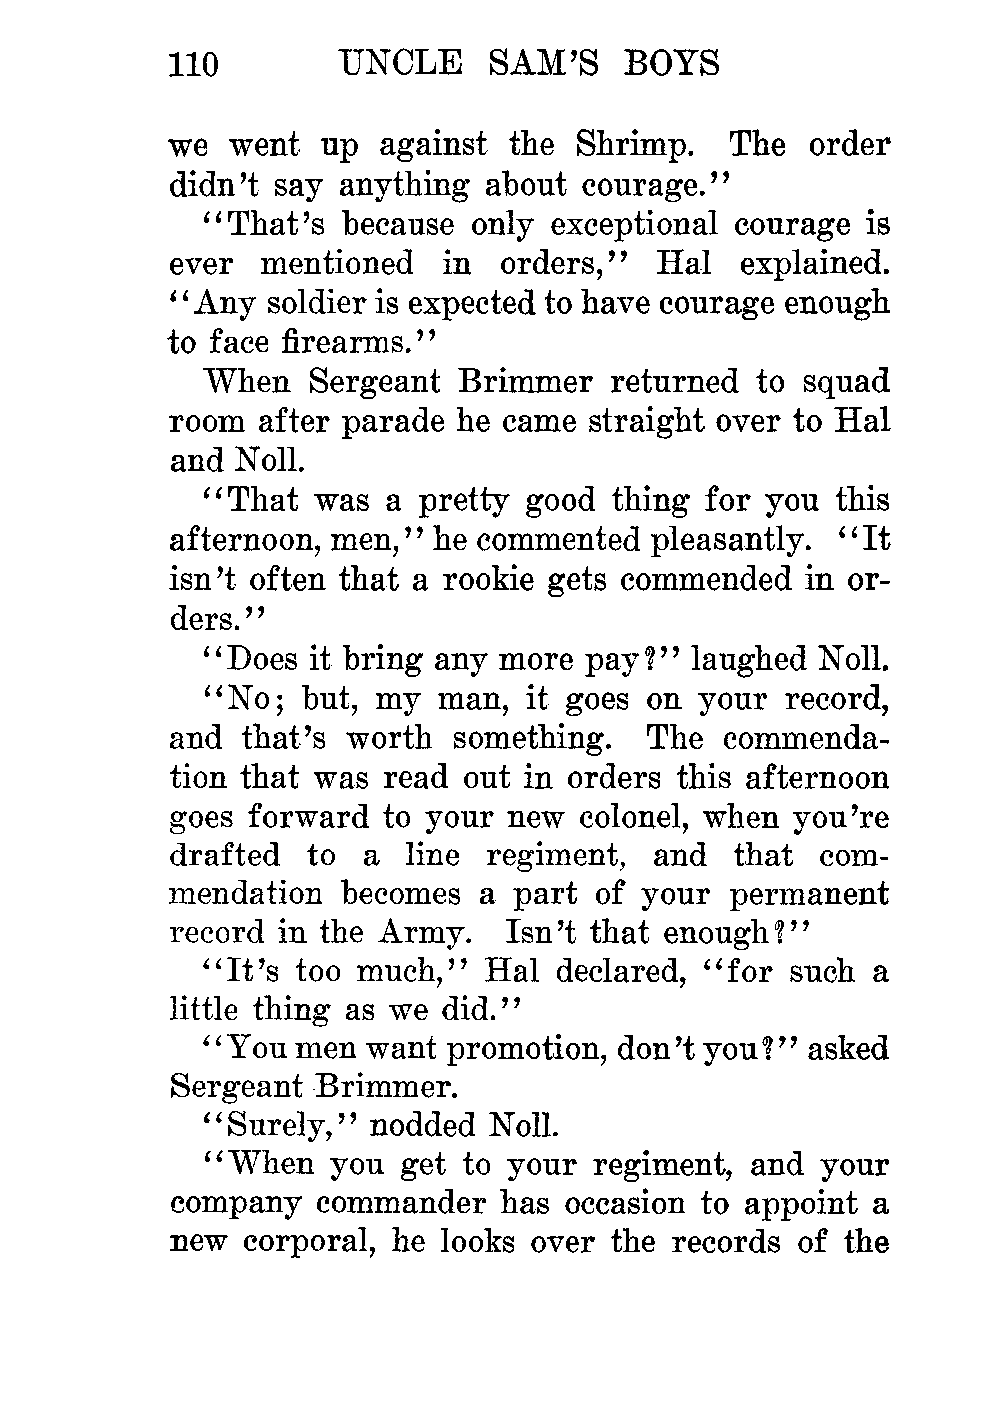 110 UNCLE SAM'S BOYS
we went up against the Shrimp. The order
didn't say anything about courage."
"That's because only exceptional courage is
ever mentioned in orders," Hal explained.
"Any soldier is expected to have courage enough
to face firearms."
When Sergeant Brimmer returned to squad
room after parade he came straight over to Hal
and Noll.
"That was a pretty good thing for you this
afternoon, men," he commented pleasantly. "It
isn't often that a rookie gets commended in or-
ders."
"Does it bring any more pay?" laughed Noll.
"No; but, my man, it goes on your record,
and that's worth something. The commenda-
tion that was read out in orders this afternoon
goes forward to your new colonel, when you're
drafted to a line regiment, and that com-
mendation becomes a part of your permanent
record in the Army. Isn't that enough?"
"It's too much," Hal declared, "for such a
little thing as we did."
"You men want promotion, don't you?" asked
Sergeant Brimmer.
"Surely," nodded Noll.
"When you get to your regiment, and your
company commander has occasion to appoint a
new corporal, he looks over the records of the